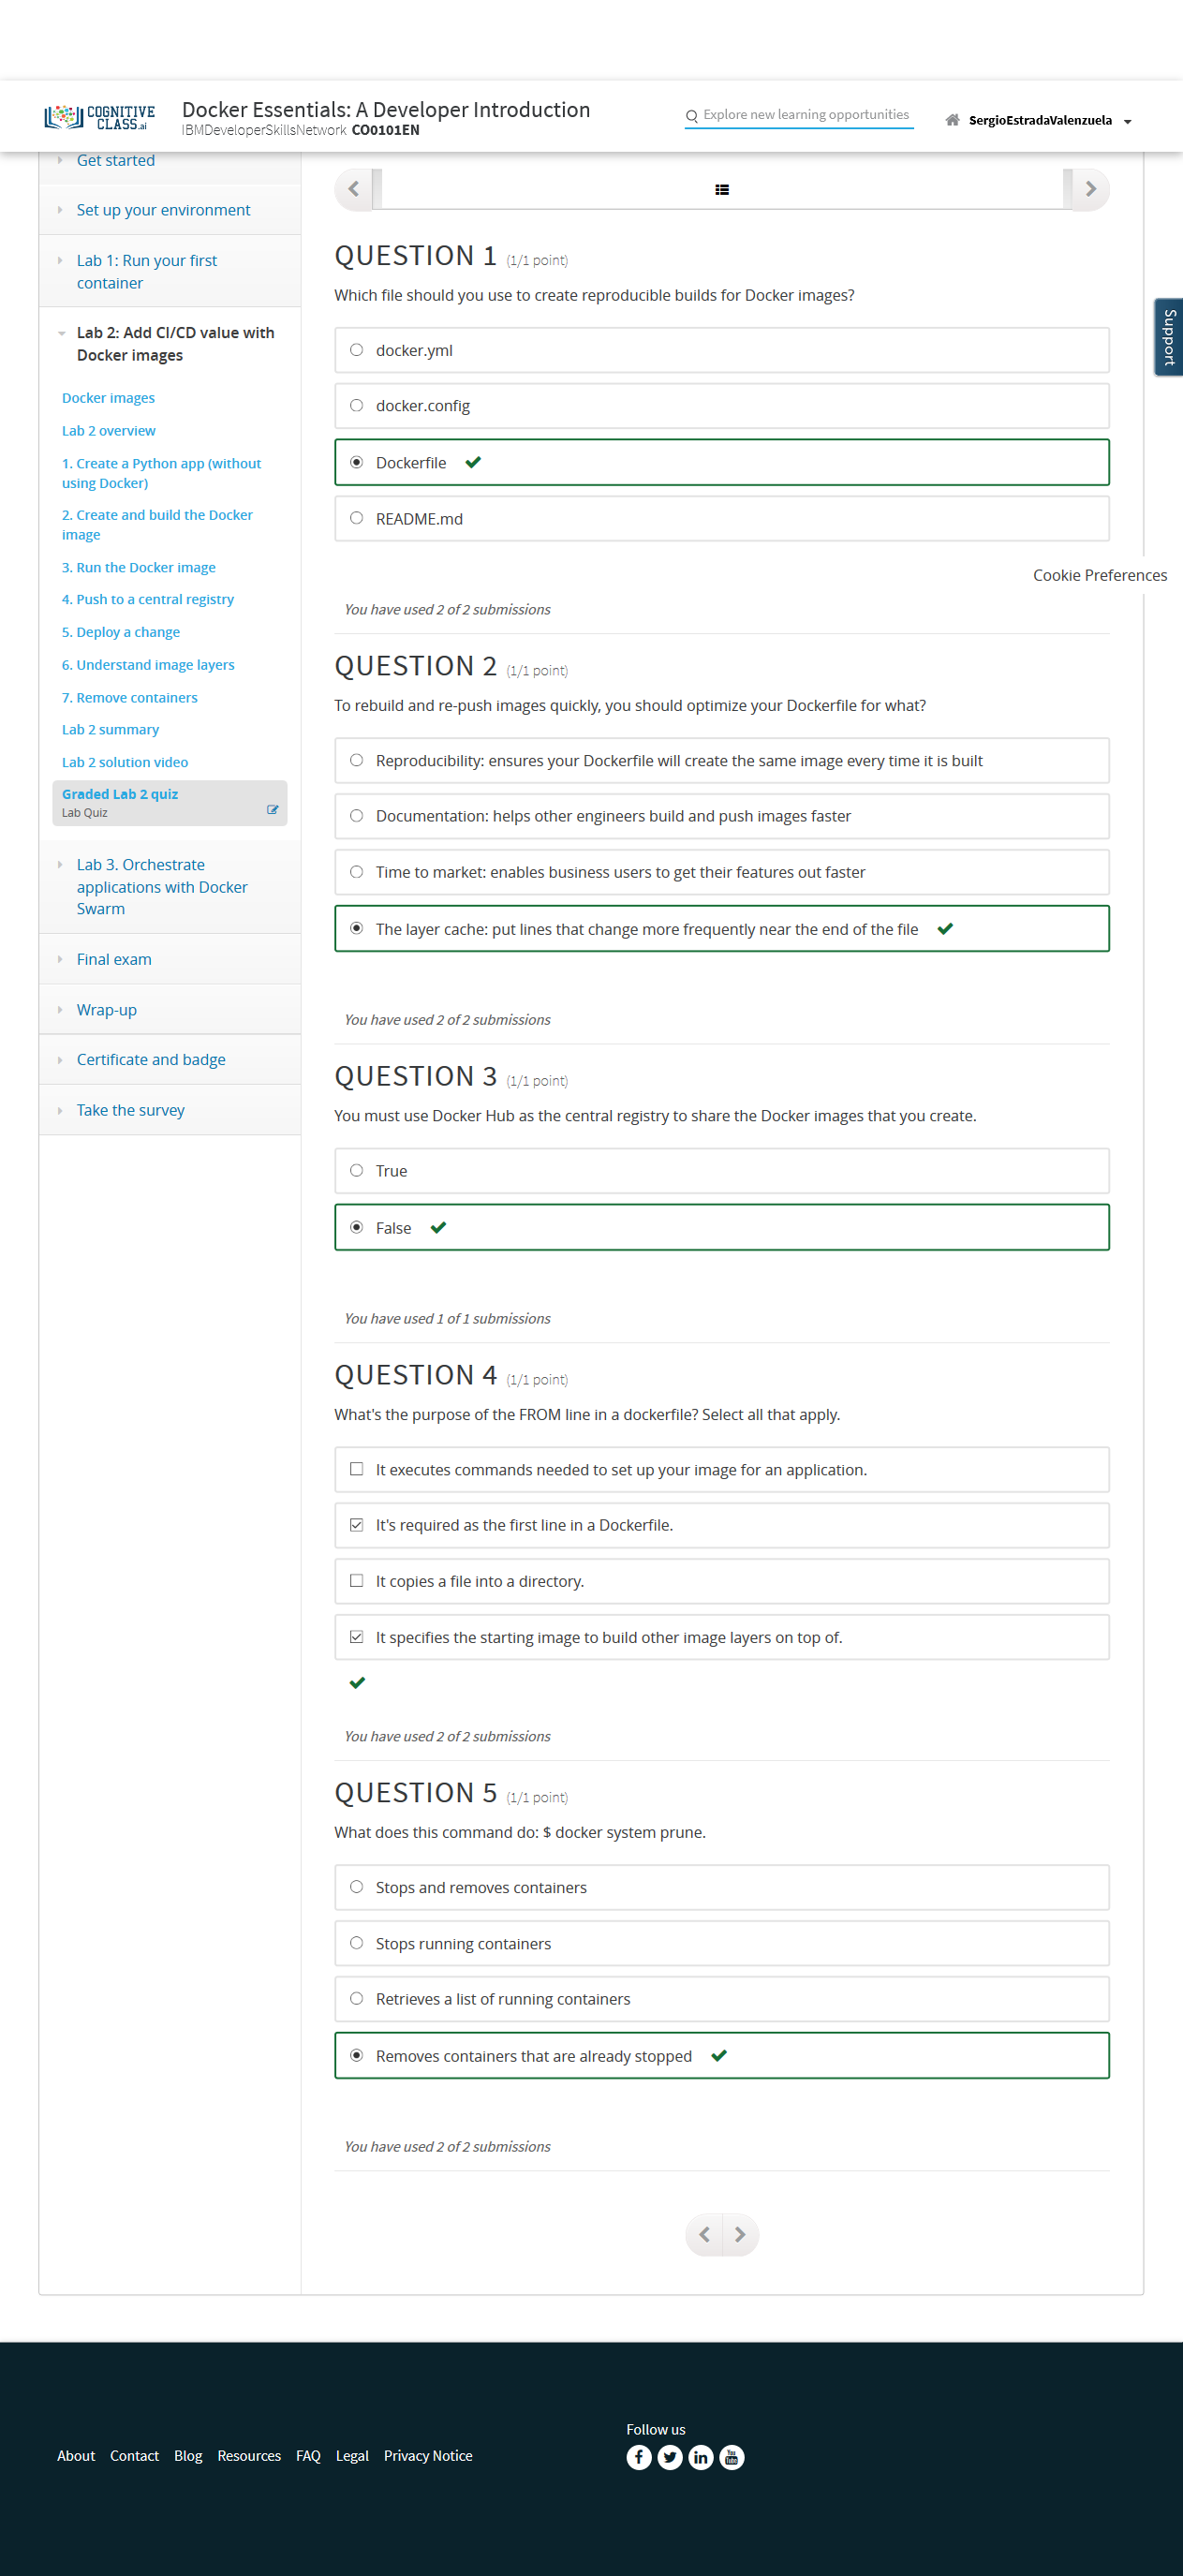 COGNITIVE
CLASS.ai
Docker Essentials: A Developer Introduction
IBMDeveloperSkillsNetwork CO0101EN
Explore new learning opportunities
SergioEstradaValenzuela
Get started
Set up your environment
Lab 1: Run your first
container
Lab 2: Add CI/CD value with
Docker images
Docker images
Lab 2 overview
1. Create a Python app (without
using Docker)
2. Create and build the Docker
image
3. Run the Docker image
4. Push to a central registry
5. Deploy a change
6. Understand image layers
7. Remove containers
Lab 2 summary
Lab 2 solution video
Graded Lab 2 quiz
Lab Quiz
Lab 3. Orchestrate
applications with Docker
Swarm
Final exam
Wrap-up
Certificate and badge
Take the survey
QUESTION 1 (1/1 point)
Which file should you use to create reproducible builds for Docker images?
docker.yml
docker.config
Dockerfile
README.md
You have used 2 of 2 submissions
Support
Cookie Preferences
QUESTION 2 (1/1 point)
To rebuild and re-push images quickly, you should optimize your Dockerfile for what?
Reproducibility: ensures your Dockerfile will create the same image every time it is built
Documentation: helps other engineers build and push images faster
Time to market: enables business users to get their features out faster
The layer cache: put lines that change more frequently near the end of the file
You have used 2 of 2 submissions
QUESTION 3 (1/1 point)
You must use Docker Hub as the central registry to share the Docker images that you create.
True
False
You have used 1 of 1 submissions
QUESTION 4 (1/1 point)
What's the purpose of the FROM line in a dockerfile? Select all that apply.
It executes commands needed to set up your image for an application.
It's required as the first line in a Dockerfile.
It copies a file into a directory.
It specifies the starting image to build other image layers on top of.
You have used 2 of 2 submissions
QUESTION 5 (1/1 point)
What does this command do: $ docker system prune.
Stops and removes containers
Stops running containers
Retrieves a list of running containers
Removes containers that are already stopped
You have used 2 of 2 submissions
Follow us
About Contact Blog Resources FAQ Legal Privacy Notice